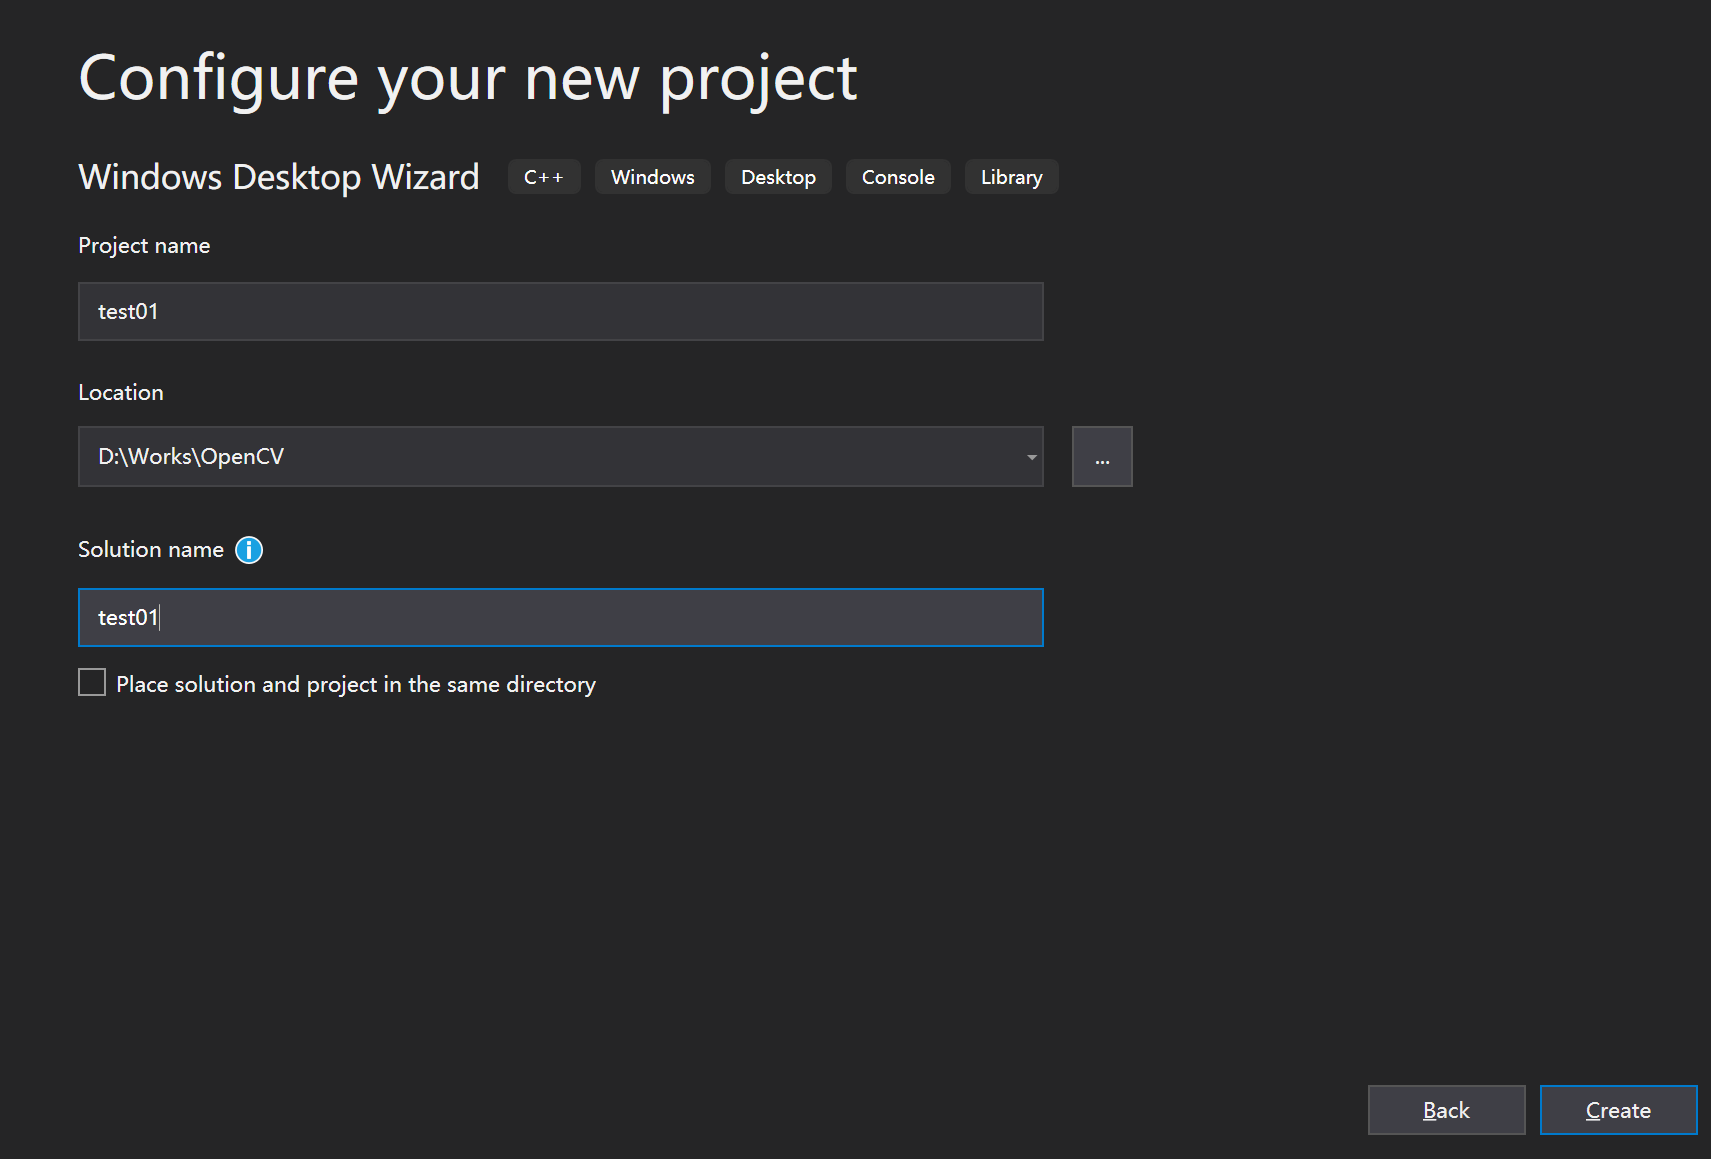 Configure your new project
Windows Desktop Wizard C++ Windows Desktop Console Library
Project name
test01
Location
D:\Works\OpenCV
...
Solution name
test01
Place solution and project in the same directory
Back Create